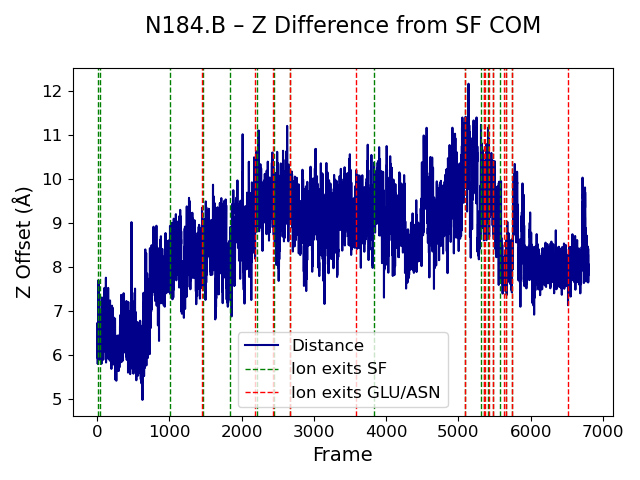 N184.B – Z Difference from SF COM
Z Offset (Å)
12
11
10
9
8
7
6
5
Distance
Ion exits SF
Ion exits GLU/ASN
0
1000
2000
3000
4000
5000
6000
7000
Frame